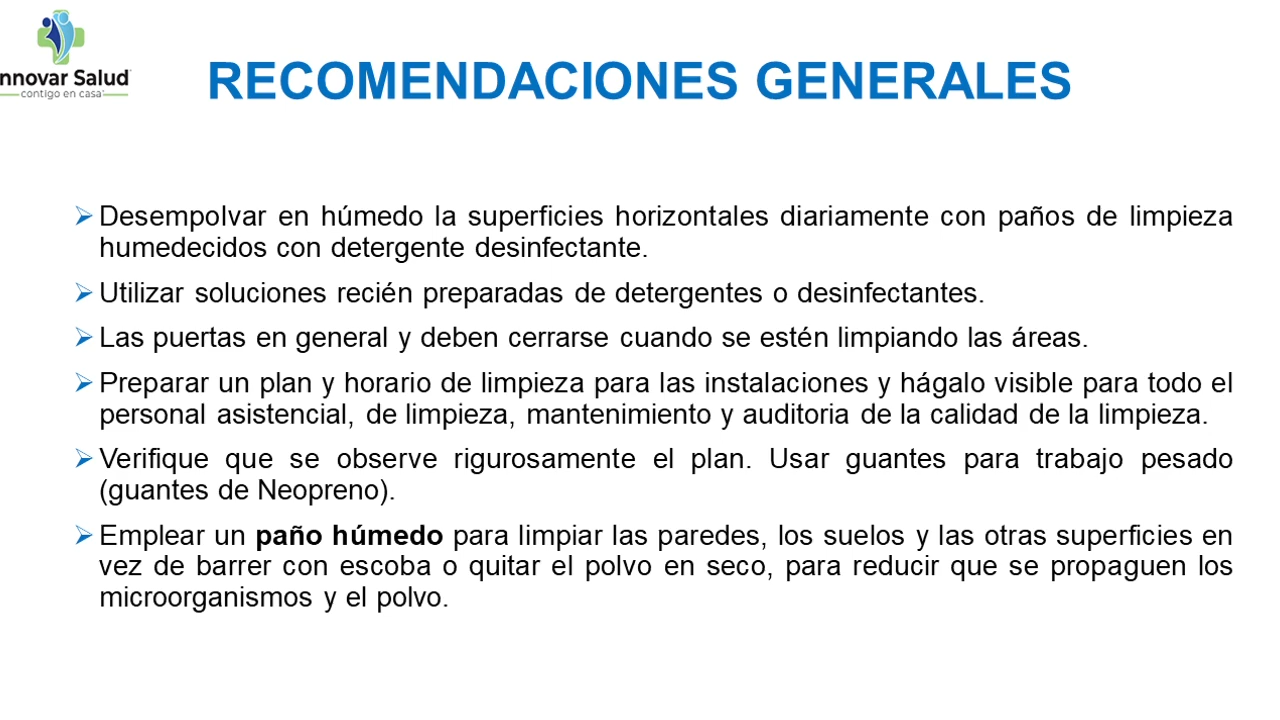 nnovar Salud
contigo en casa
RECOMENDACIONES GENERALES
➢ Desempolvar en húmedo la superficies horizontales diariamente con paños de limpieza
humedecidos con detergente desinfectante.
➢ Utilizar soluciones recién preparadas de detergentes o desinfectantes.
➢ Las puertas en general y deben cerrarse cuando se estén limpiando las áreas.
➢ Preparar un plan y horario de limpieza para las instalaciones y hágalo visible para todo el
personal asistencial, de limpieza, mantenimiento y auditoria de la calidad de la limpieza.
➢ Verifique que se observe rigurosamente el plan. Usar guantes para trabajo pesado
(guantes de Neopreno).
➢ Emplear un paño húmedo para limpiar las paredes, los suelos y las otras superficies en
vez de barrer con escoba o quitar el polvo en seco, para reducir que se propaguen los
microorganismos y el polvo.